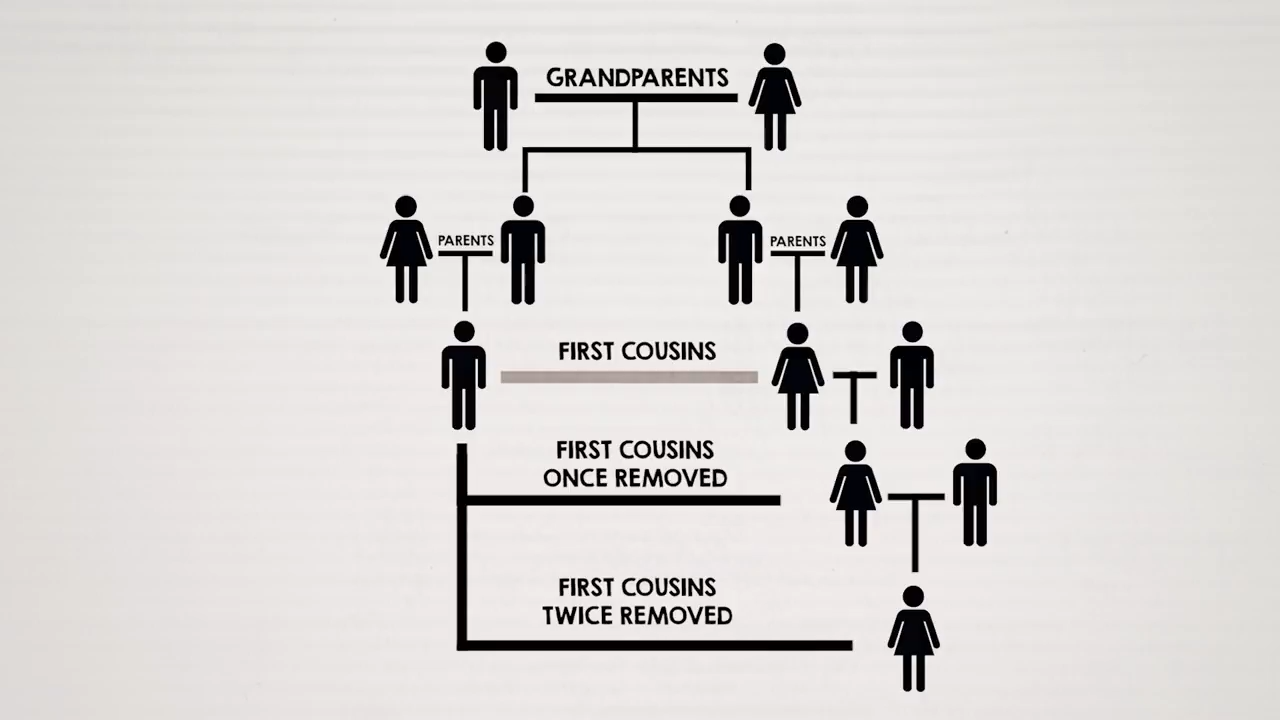 GRANDPARENTS
PARENTS
PARENTS
FIRST COUSINS
FIRST COUSINS
ONCE REMOVED
FIRST COUSINS
TWICE REMOVED